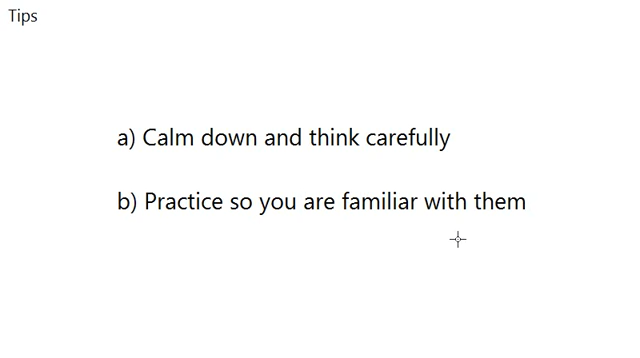 Tips
a) Calm down and think carefully
b) Practice so you are familiar with them